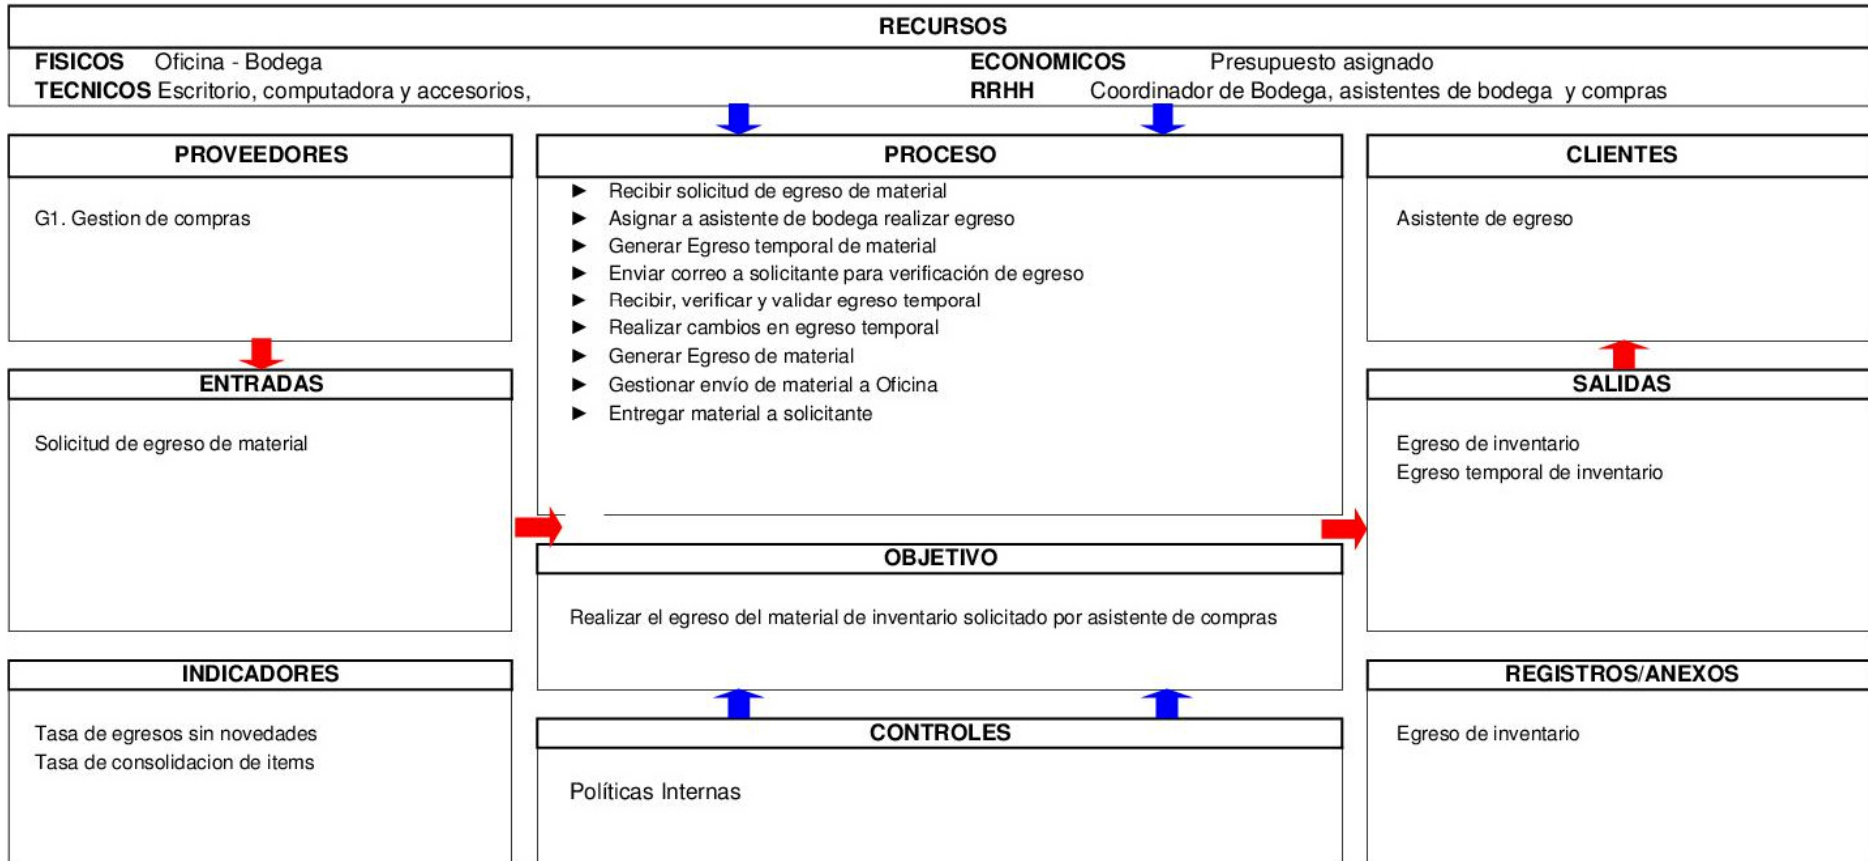 RECURSOS
FISICOS Oficina - Bodega
ECONOMICOS Presupuesto asignado
TECNICOS Escritorio, computadora y accesorios,
RRHH Coordinador de Bodega, asistentes de bodega y compras
PROVEEDORES
G1. Gestion de compras
PROCESO
► Recibir solicitud de egreso de material
► Asignar a asistente de bodega realizar egreso
► Generar Egreso temporal de material
► Enviar correo a solicitante para verificación de egreso
► Recibir, verificar y validar egreso temporal
► Realizar cambios en egreso temporal
► Generar Egreso de material
► Gestionar envío de material a Oficina
► Entregar material a solicitante
CLIENTES
Asistente de egreso
ENTRADAS
Solicitud de egreso de material
SALIDAS
Egreso de inventario
Egreso temporal de inventario
OBJETIVO
Realizar el egreso del material de inventario solicitado por asistente de compras
INDICADORES
Tasa de egresos sin novedades
Tasa de consolidacion de items
CONTROLES
Políticas Internas
REGISTROS/ANEXOS
Egreso de inventario